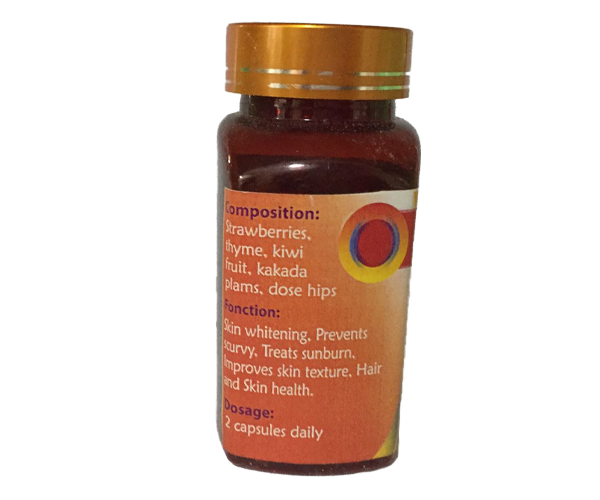 Composition:
Strawberries,
thyme, kiwi
fruit, kakada
plams, dose hips
Fonction:
Skin whitening, Prevents
scurvy, Treats sunburn,
Improves skin texture, Hair
and Skin health.
Dosage:
2 capsules daily